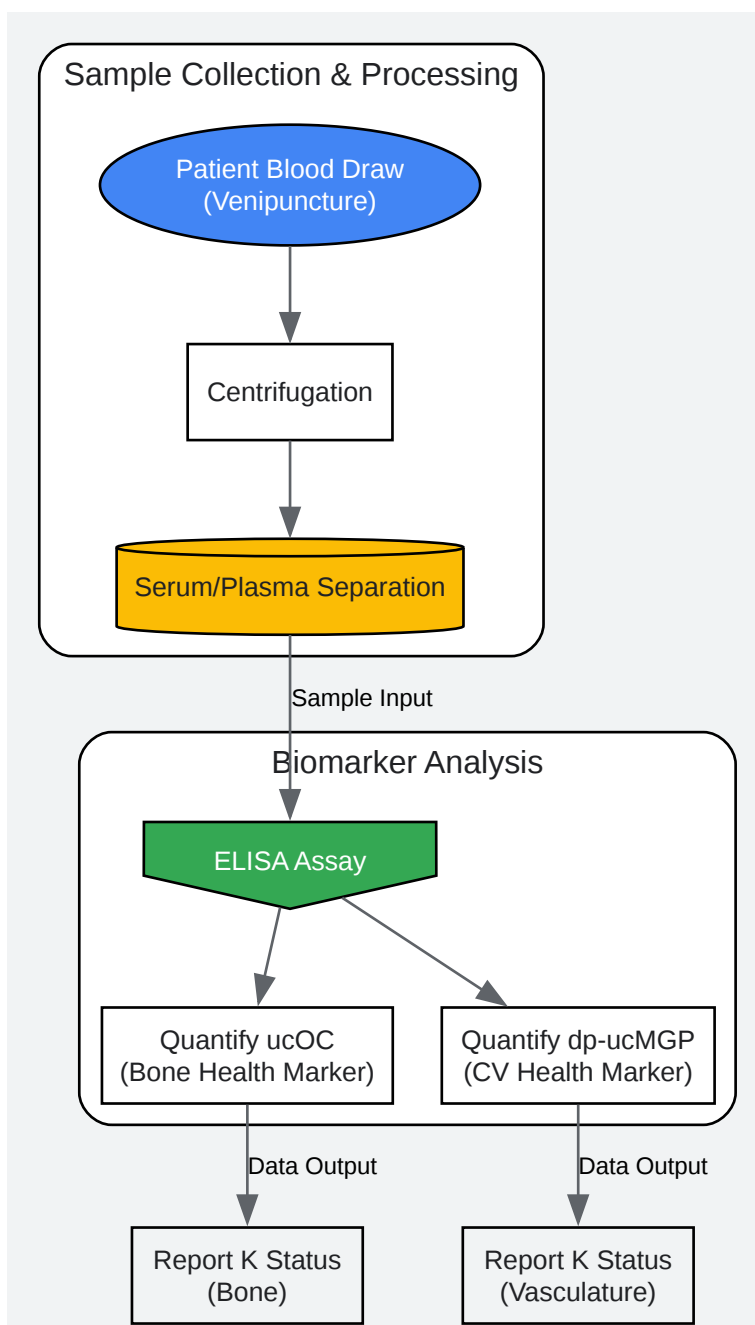 Sample Collection & Processing
Patient Blood Draw
(Venipuncture)
Centrifugation
Serum/Plasma Separation
Sample Input
Biomarker Analysis
ELISA Assay
Quantify ucOC
(Bone Health Marker)
Quantify dp-ucMGP
(CV Health Marker)
Data Output
Data Output
Report K Status
(Bone)
Report K Status
(Vasculature)